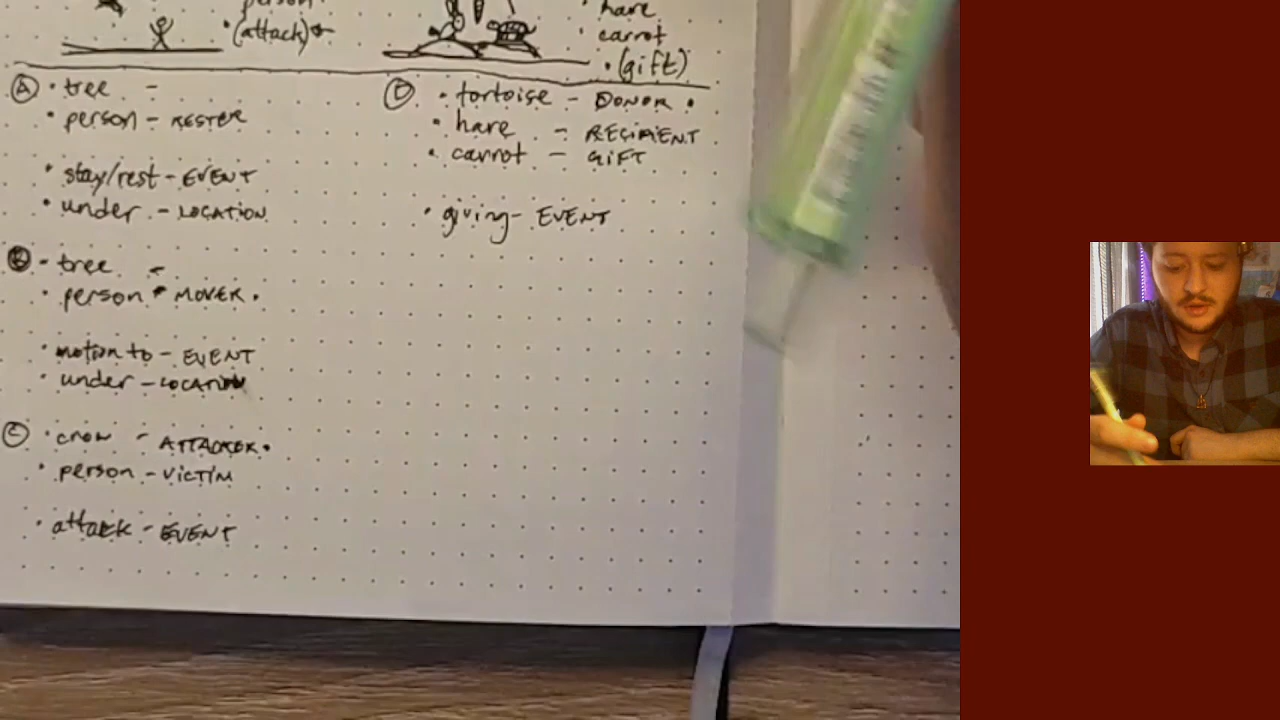 person
• (attack)
• hare
• carrot
• (gift)
Ⓐ • tree -
• person - RESTER
• stay/rest - EVENT
• under - LOCATION
Ⓑ - tree -
• person - MOVER.
• motion to - EVENT
• under - LOCATION
Ⓒ • crow - ATTACKER.
• person - VICTIM
• attack - EVENT
Ⓓ • tortoise - DONOR •
• hare - RECIPIENT
• carrot - GIFT
• giving - EVENT